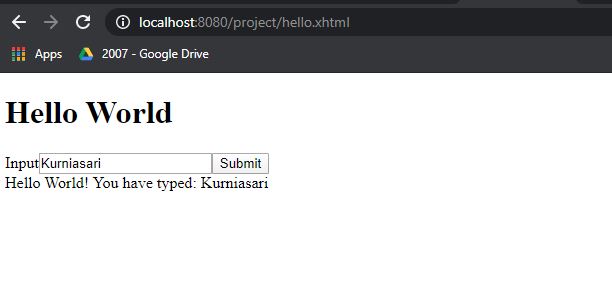 localhost:8080/project/hello.xhtml
Apps 2007 - Google Drive
Hello World
Input Kurniasari Submit
Hello World! You have typed: Kurniasari